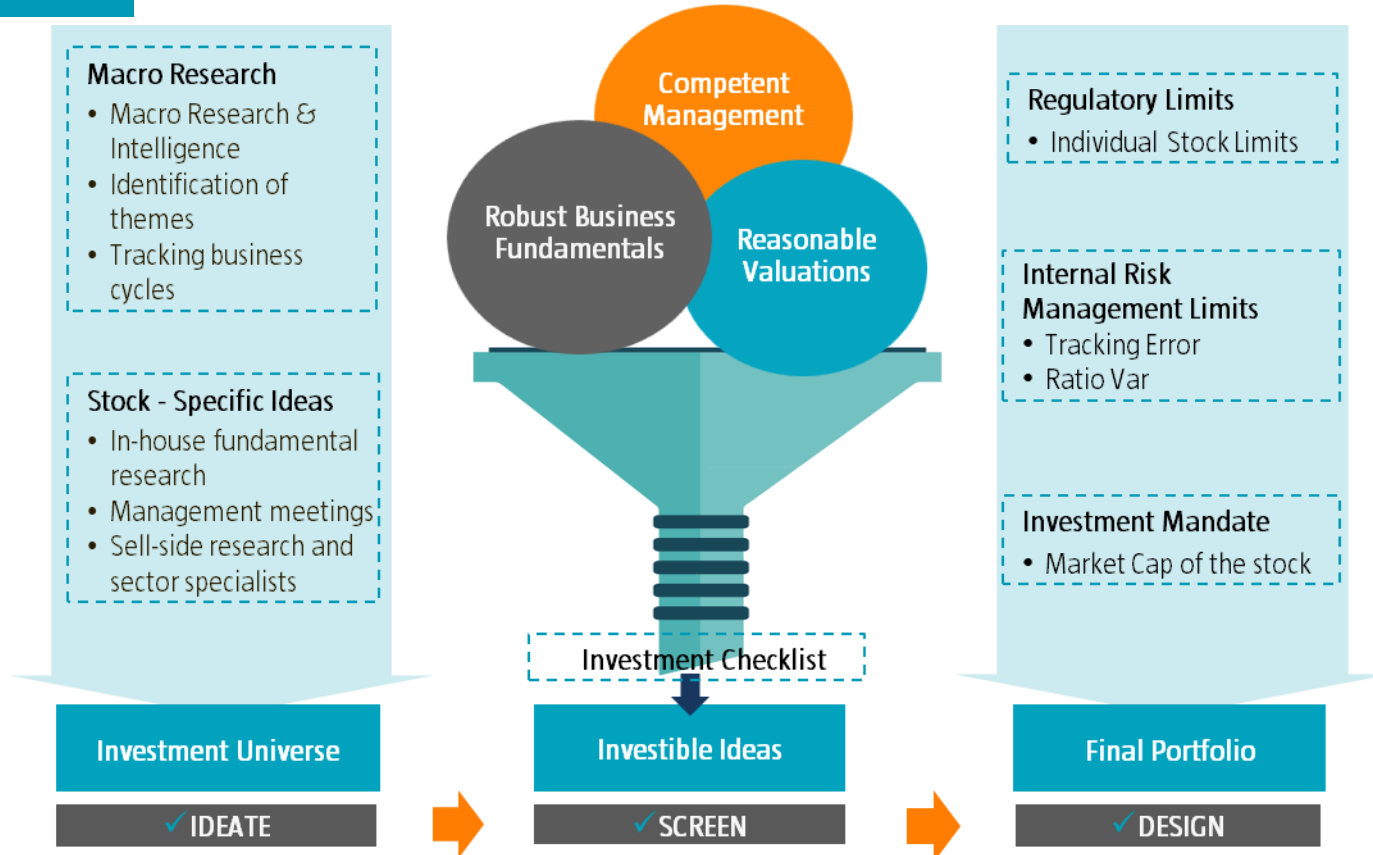 Macro Research
• Macro Research &
Intelligence
• Identification of
themes
• Tracking business
cycles
Stock - Specific Ideas
• In-house fundamental
research
• Management meetings
• Sell-side research and
sector specialists
Investment Universe
✓ IDEATE
Competent
Management
Robust Business
Fundamentals
Reasonable
Valuations
Investment Checklist
Investible Ideas
✓ SCREEN
Regulatory Limits
• Individual Stock Limits
Internal Risk
Management Limits
• Tracking Error
• Ratio Var
Investment Mandate
• Market Cap of the stock
Final Portfolio
✓ DESIGN